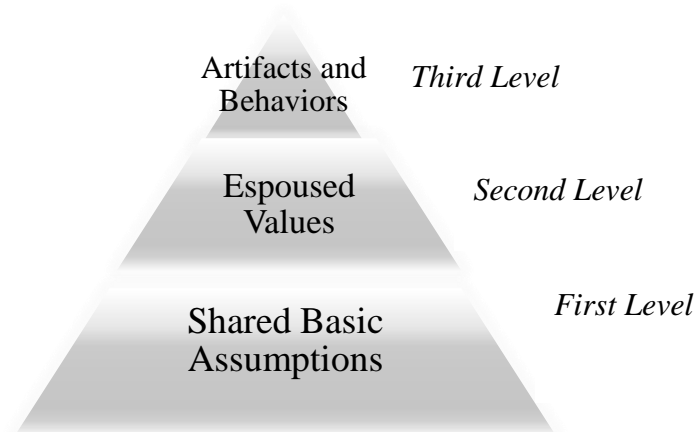 Artifacts and
Behaviors
Third Level
Espoused
Values
Second Level
Shared Basic
Assumptions
First Level